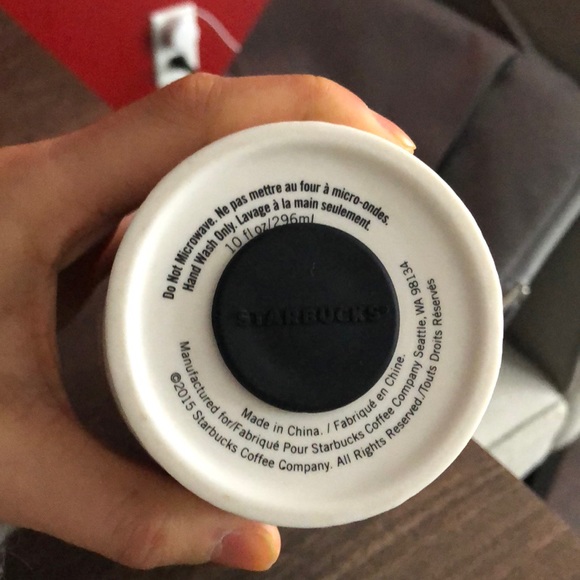 Do Not Microwave. Ne pas mettre au four à micro-ondes.
Hand Wash Only. Lavage à la main seulement.
10 fl oz/296ml
STARBUCKS®
Made in China. / Fabriqué en Chine.
Manufactured for/Fabriqué Pour Starbucks Coffee Company Seattle, WA 98134
©2015 Starbucks Coffee Company. All Rights Reserved./Touts Droits Réservés